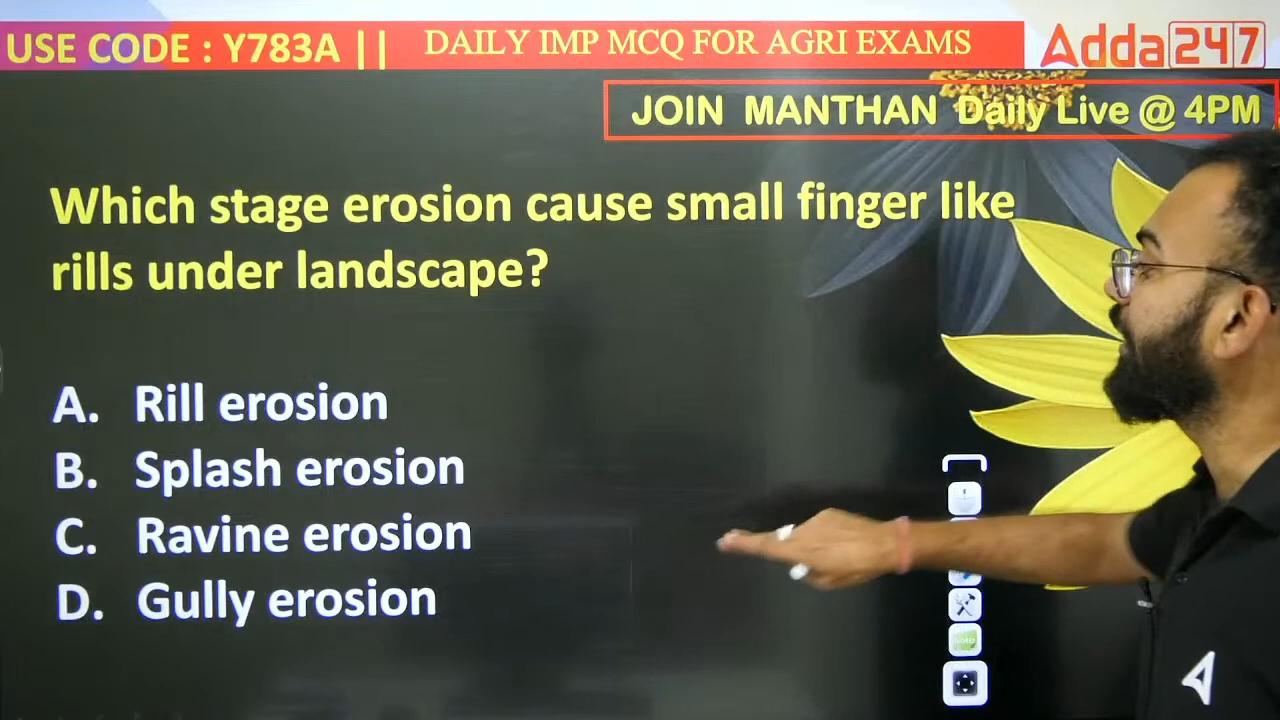 USE CODE : Y783A || DAILY IMP MCQ FOR AGRI EXAMS
Adda247
JOIN MANTHAN Daily Live @ 4PM
Which stage erosion cause small finger like
rills under landscape?
A. Rill erosion
B. Splash erosion
C. Ravine erosion
D. Gully erosion